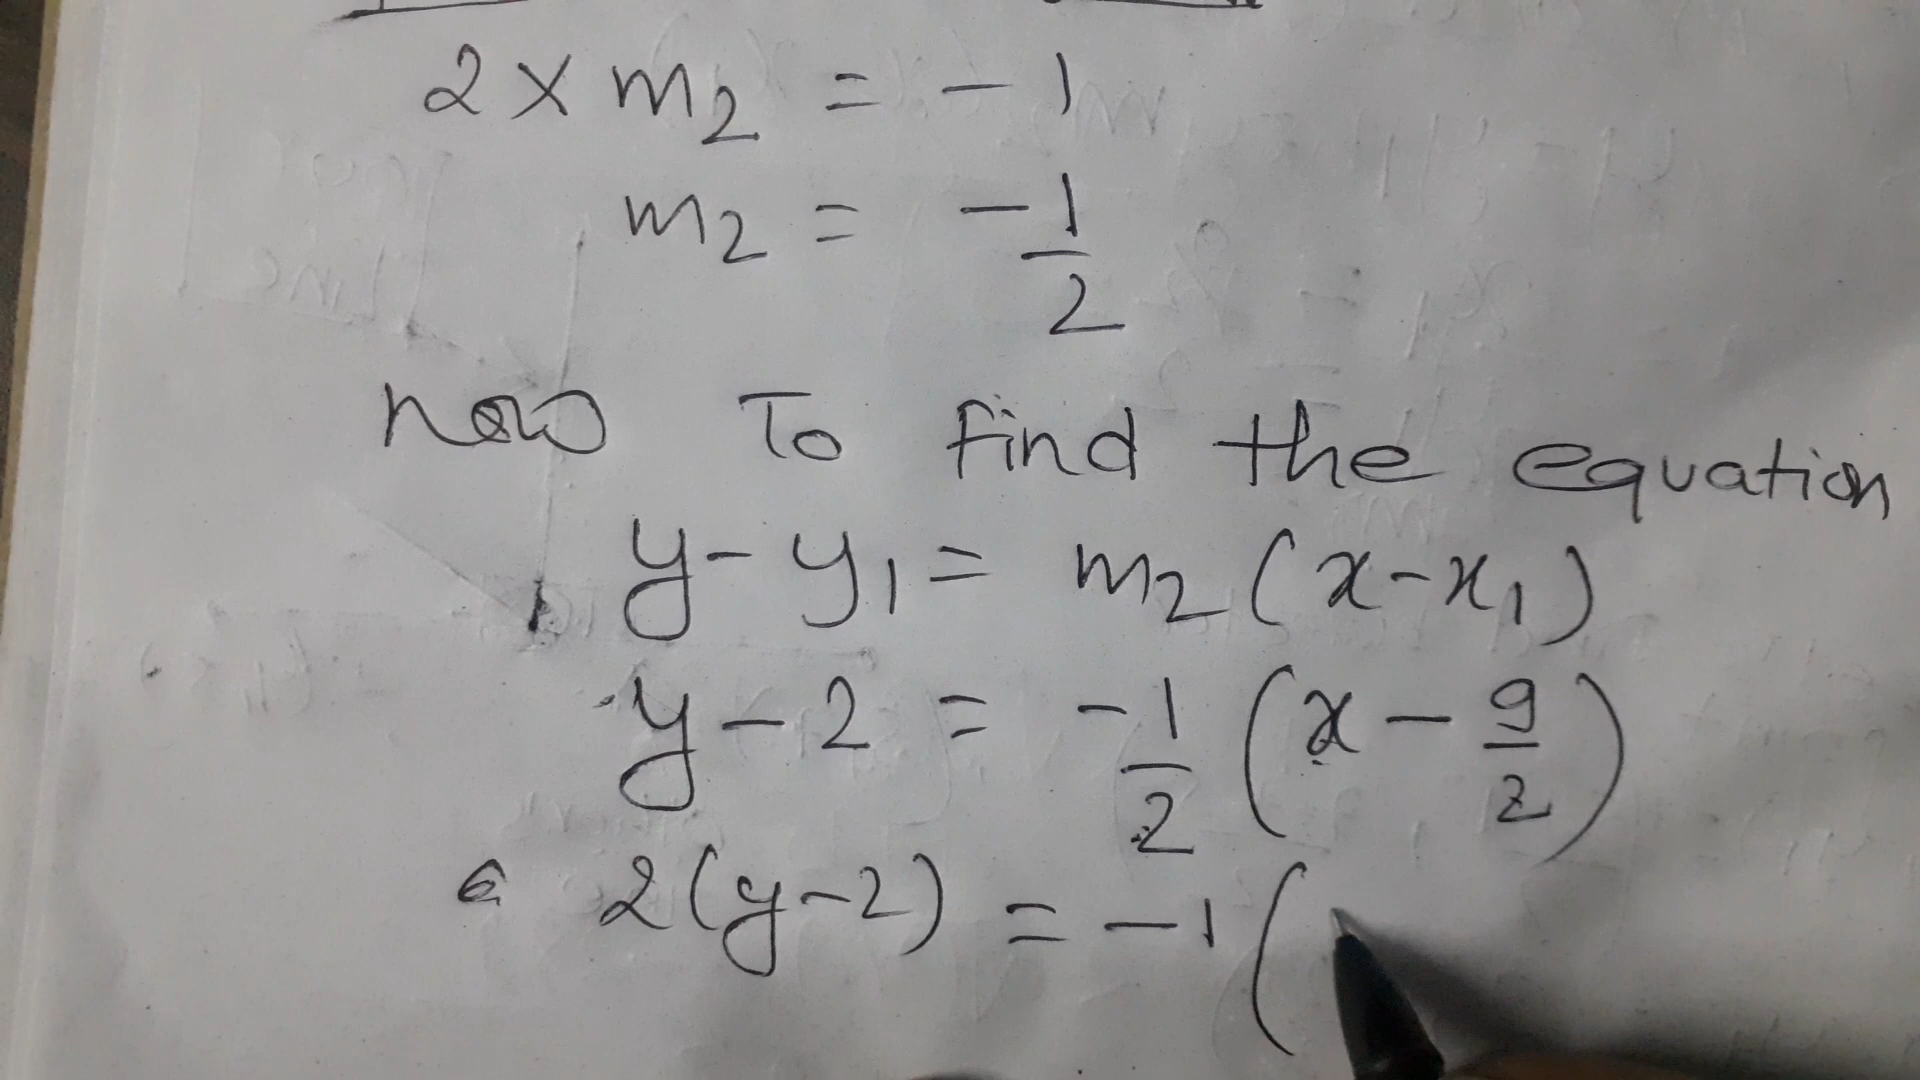 2 × m₂ = - 1
m₂ = - 1/2
now To find the equation
y - y₁ = m₂ (x - x₁)
y - 2 = - 1/2 (x - 9/2)
2(y - 2) = - 1 (